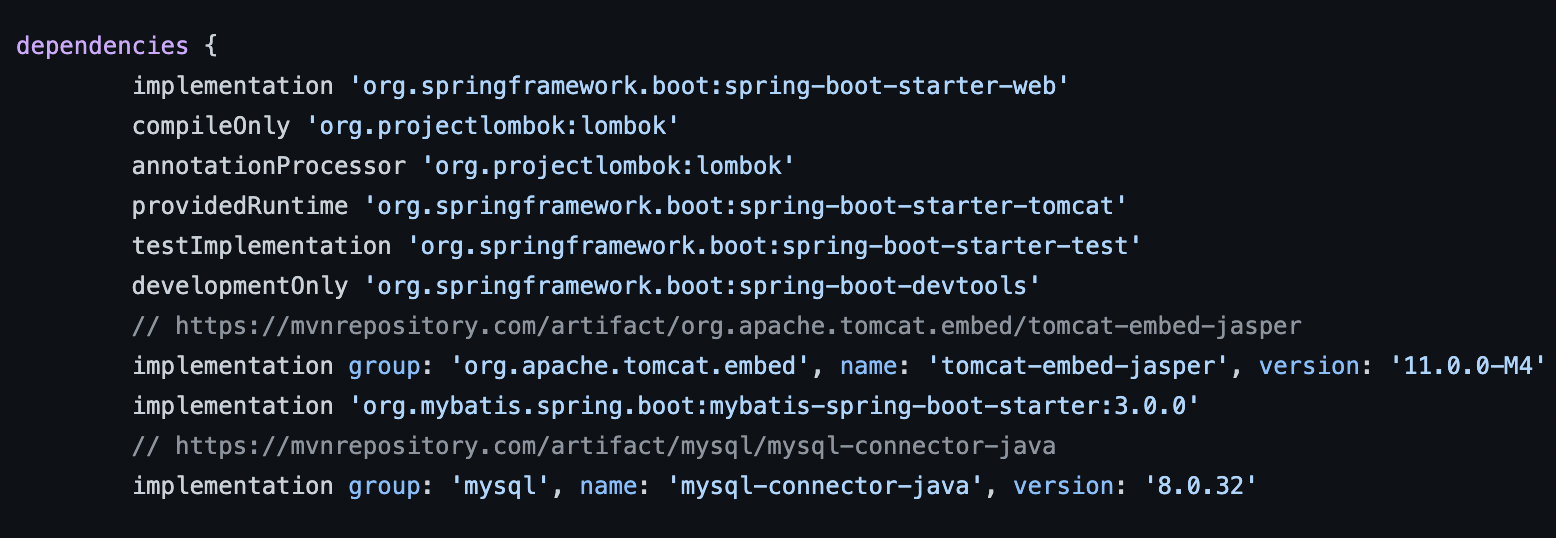 dependencies {
implementation 'org.springframework.boot:spring-boot-starter-web'
compileOnly 'org.projectlombok:lombok'
annotationProcessor 'org.projectlombok:lombok'
providedRuntime 'org.springframework.boot:spring-boot-starter-tomcat'
testImplementation 'org.springframework.boot:spring-boot-starter-test'
developmentOnly 'org.springframework.boot:spring-boot-devtools'
// https://mvnrepository.com/artifact/org.apache.tomcat.embed/tomcat-embed-jasper
implementation group: 'org.apache.tomcat.embed', name: 'tomcat-embed-jasper', version: '11.0.0-M4'
implementation 'org.mybatis.spring.boot:mybatis-spring-boot-starter:3.0.0'
// https://mvnrepository.com/artifact/mysql/mysql-connector-java
implementation group: 'mysql', name: 'mysql-connector-java', version: '8.0.32'